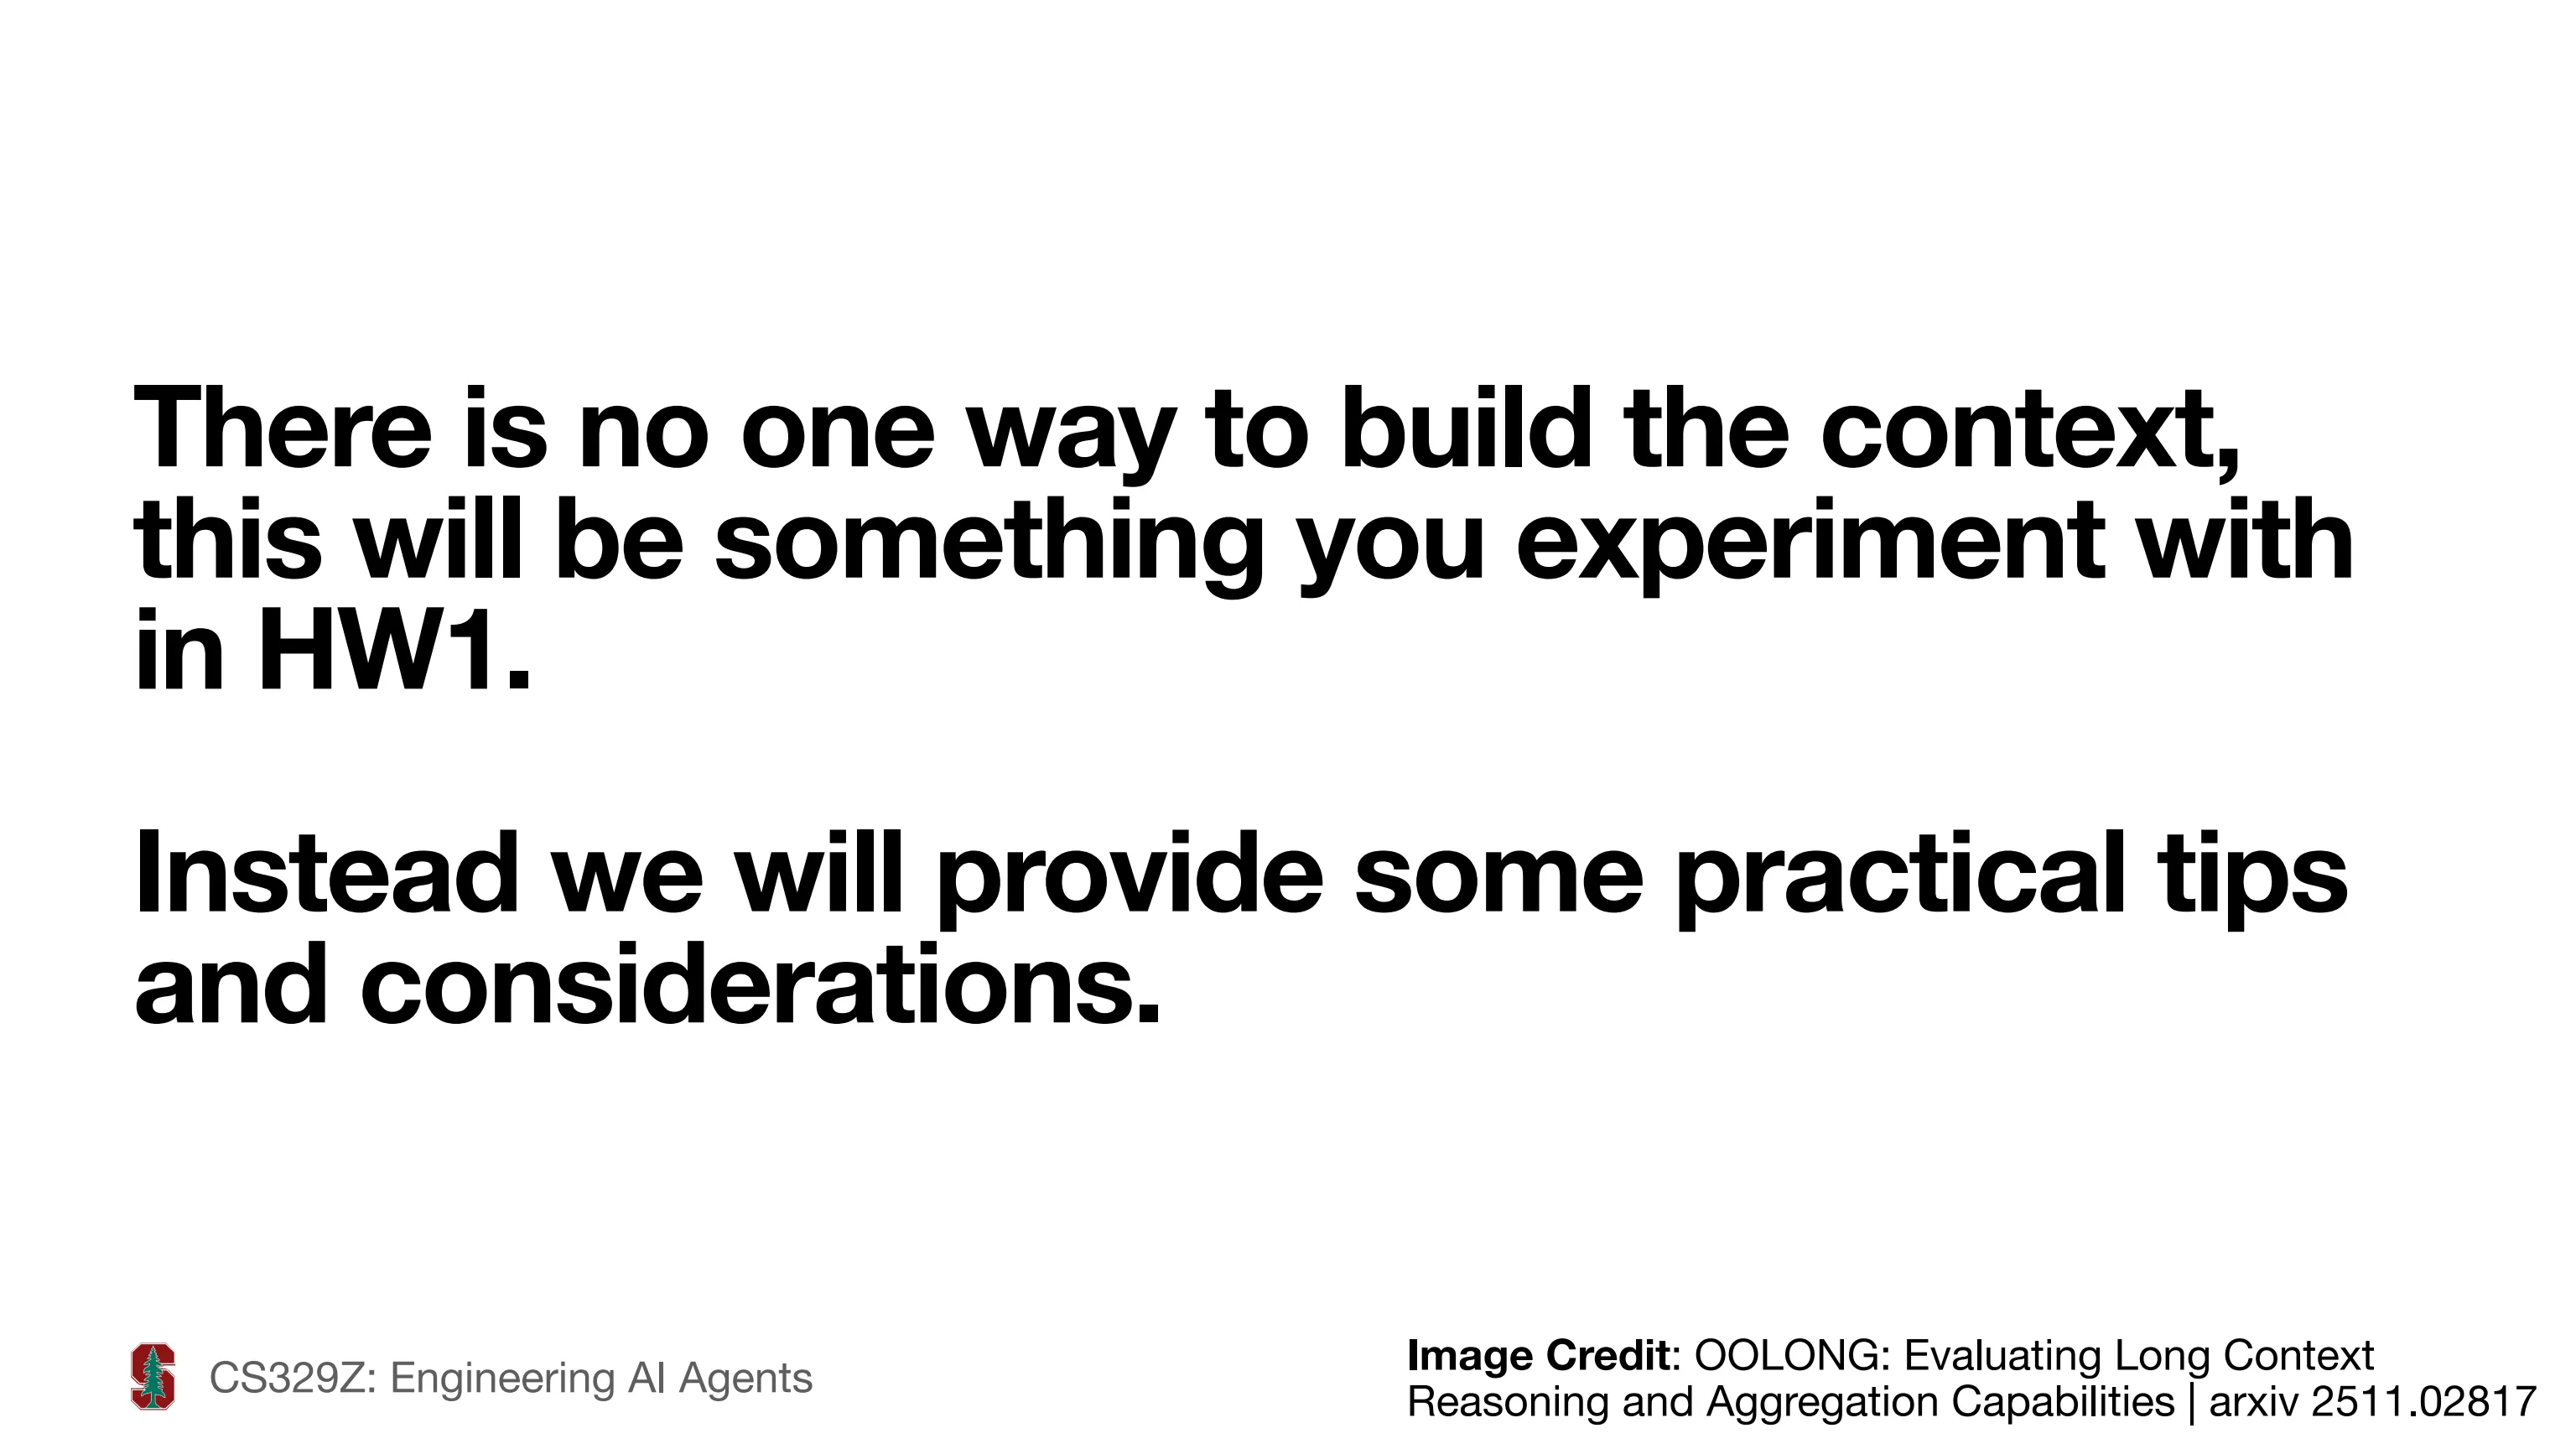 There is no one way to build the context,
this will be something you experiment with
in HW1.
Instead we will provide some practical tips
and considerations.
CS329Z: Engineering AI Agents
Image Credit: OOLONG: Evaluating Long Context
Reasoning and Aggregation Capabilities | arxiv 2511.02817